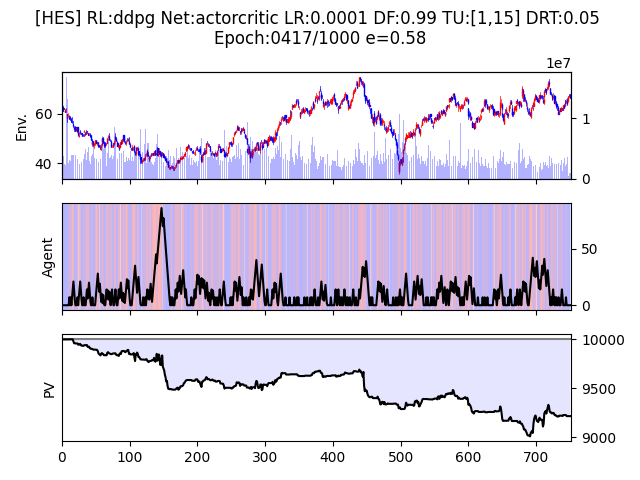 [HES] RL:ddpg Net:actorcritic LR:0.0001 DF:0.99 TU:[1,15] DRT:0.05
Epoch:0417/1000 e=0.58
1e7
Env.
60
40
1
0
Agent
50
0
PV
10000
9500
9000
0 100 200 300 400 500 600 700